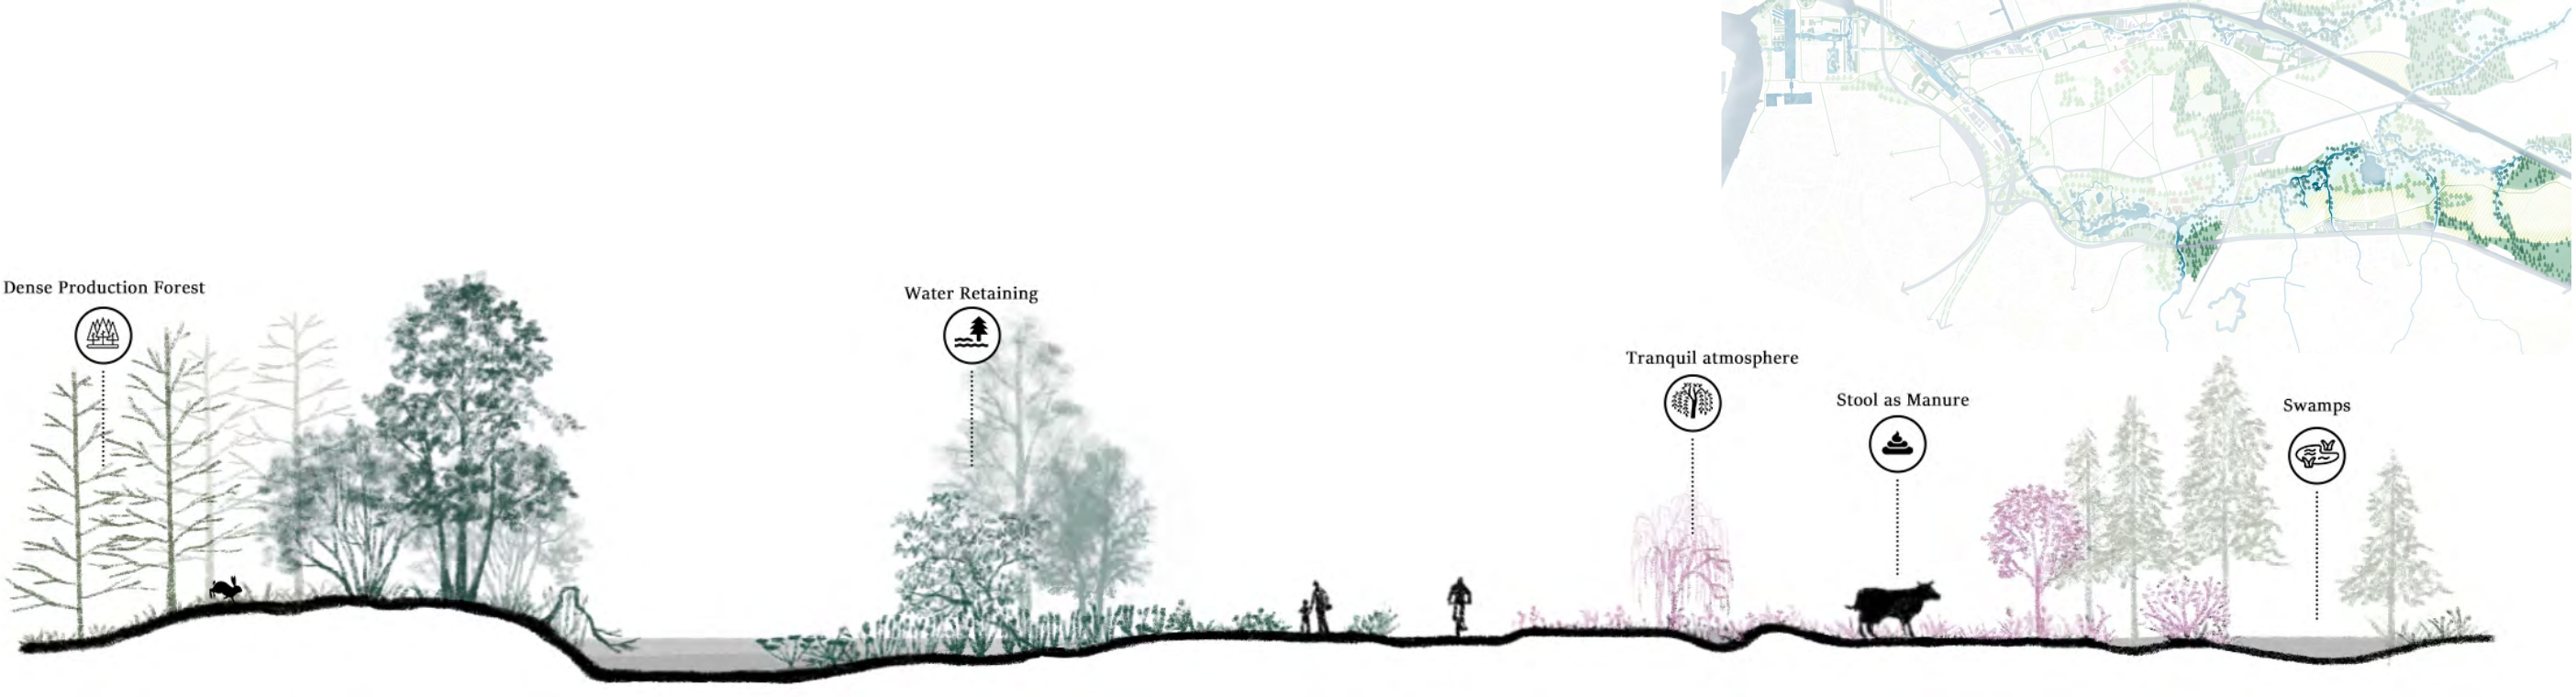 Dense Production Forest
Water Retaining
Tranquil atmosphere
Stool as Manure
Swamps